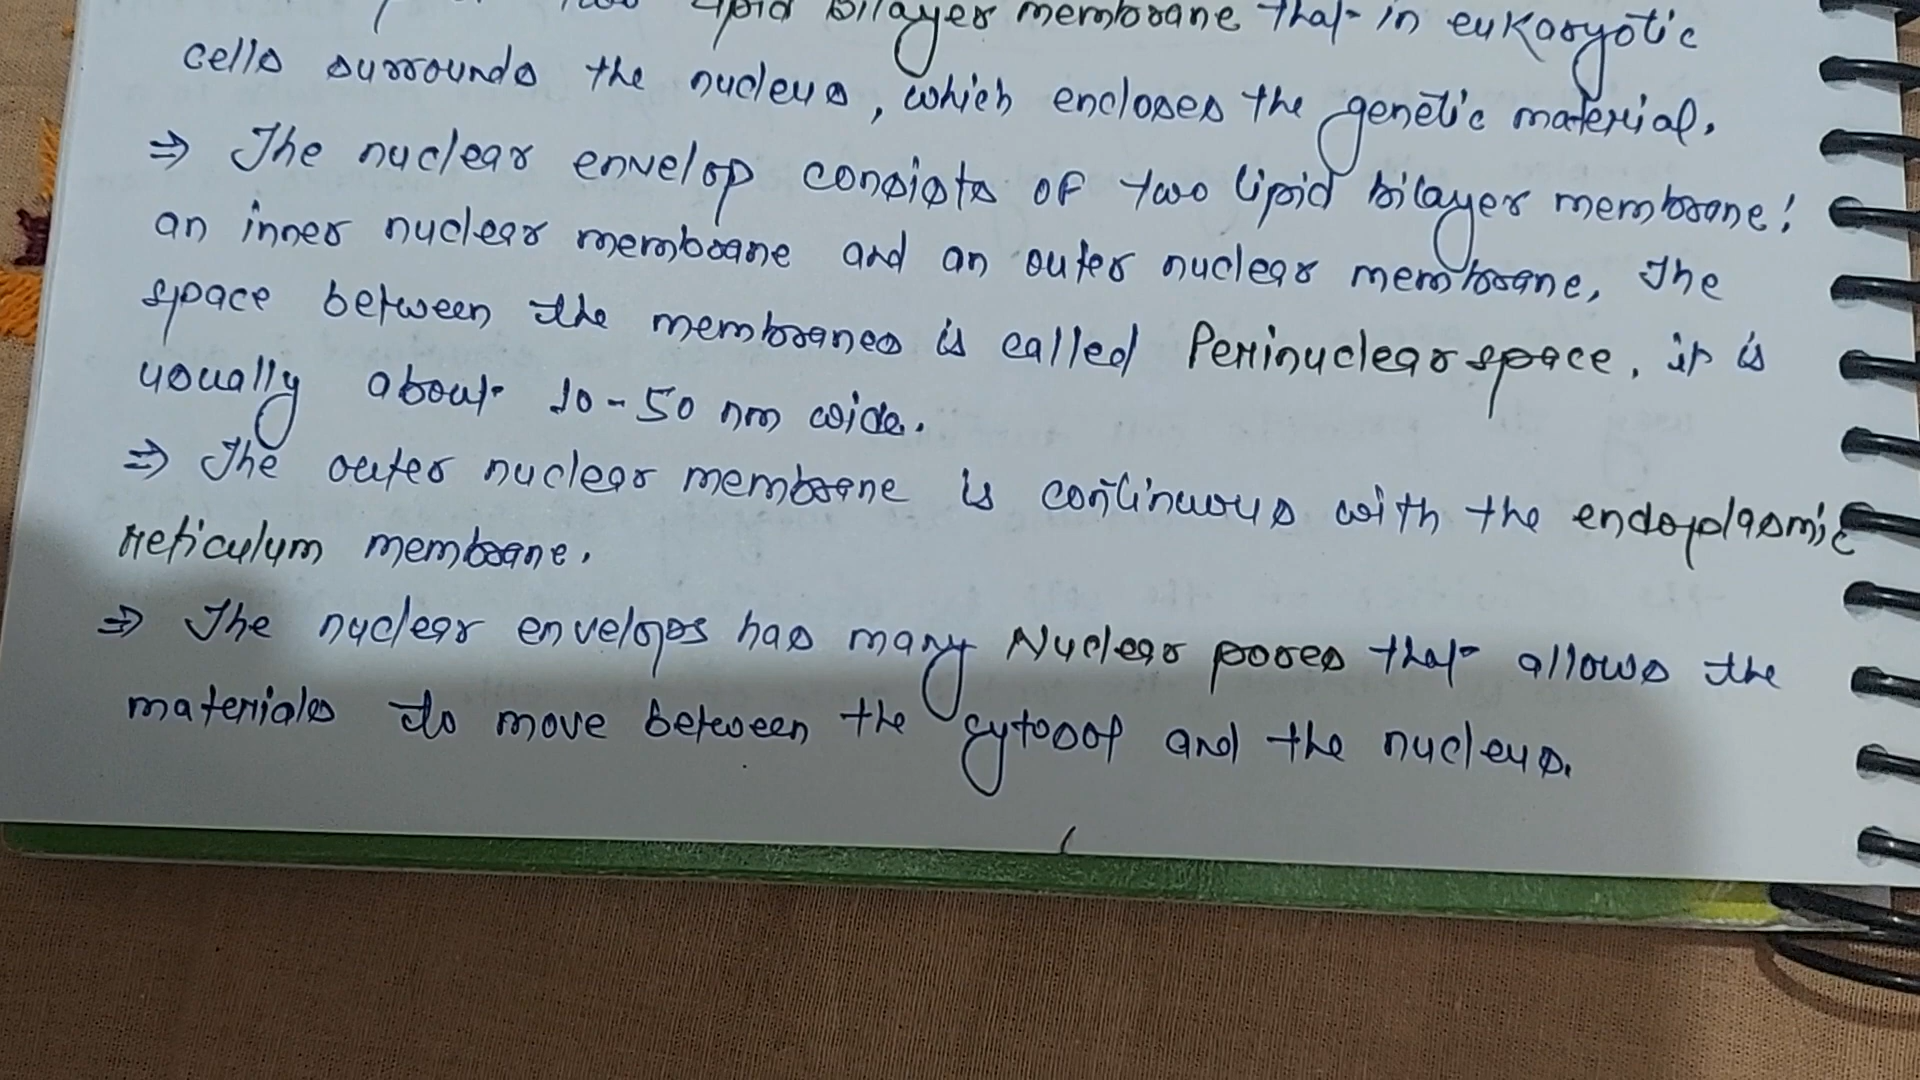 lipid bilayer membrane that in eukaryotic
cells surrounds the nucleus, which encloses the genetic material.
⇒ The nuclear envelop consists of two lipid bilayer membrane:
an inner nuclear membrane and an outer nuclear membrane, The
space between the membranes is called Perinuclear space, it is
usually about 10-50 nm wide.
⇒ The outer nuclear membrane is continuous with the endoplasmic
reticulum membrane.
⇒ The nuclear envelops has many Nuclear pores that allows the
materials to move between the cytosol and the nucleus.